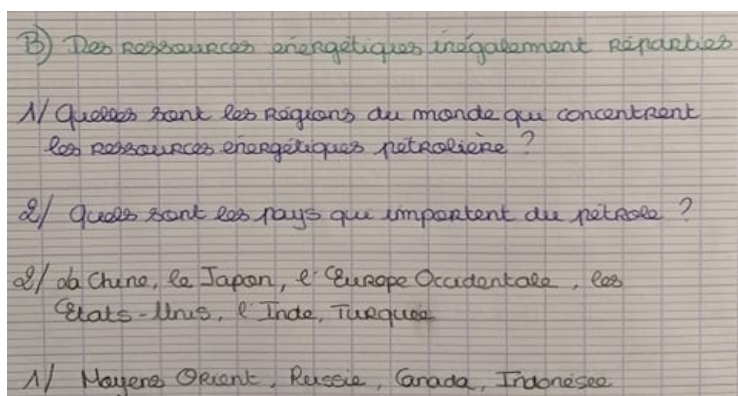 B) Des Ressources énergétiques inégalement réparties
1/ Quelles sont les Régions du monde qui concentrent
les ressources énergétiques pétrolière ?
2/ Quels sont les pays qui importent du pétrole ?
2/ La Chine, le Japon, l'Europe Occidentale, les
Etats-Unis, l'Inde, Turquie
1/ Moyens Orient, Russie, Canada, Indonésie